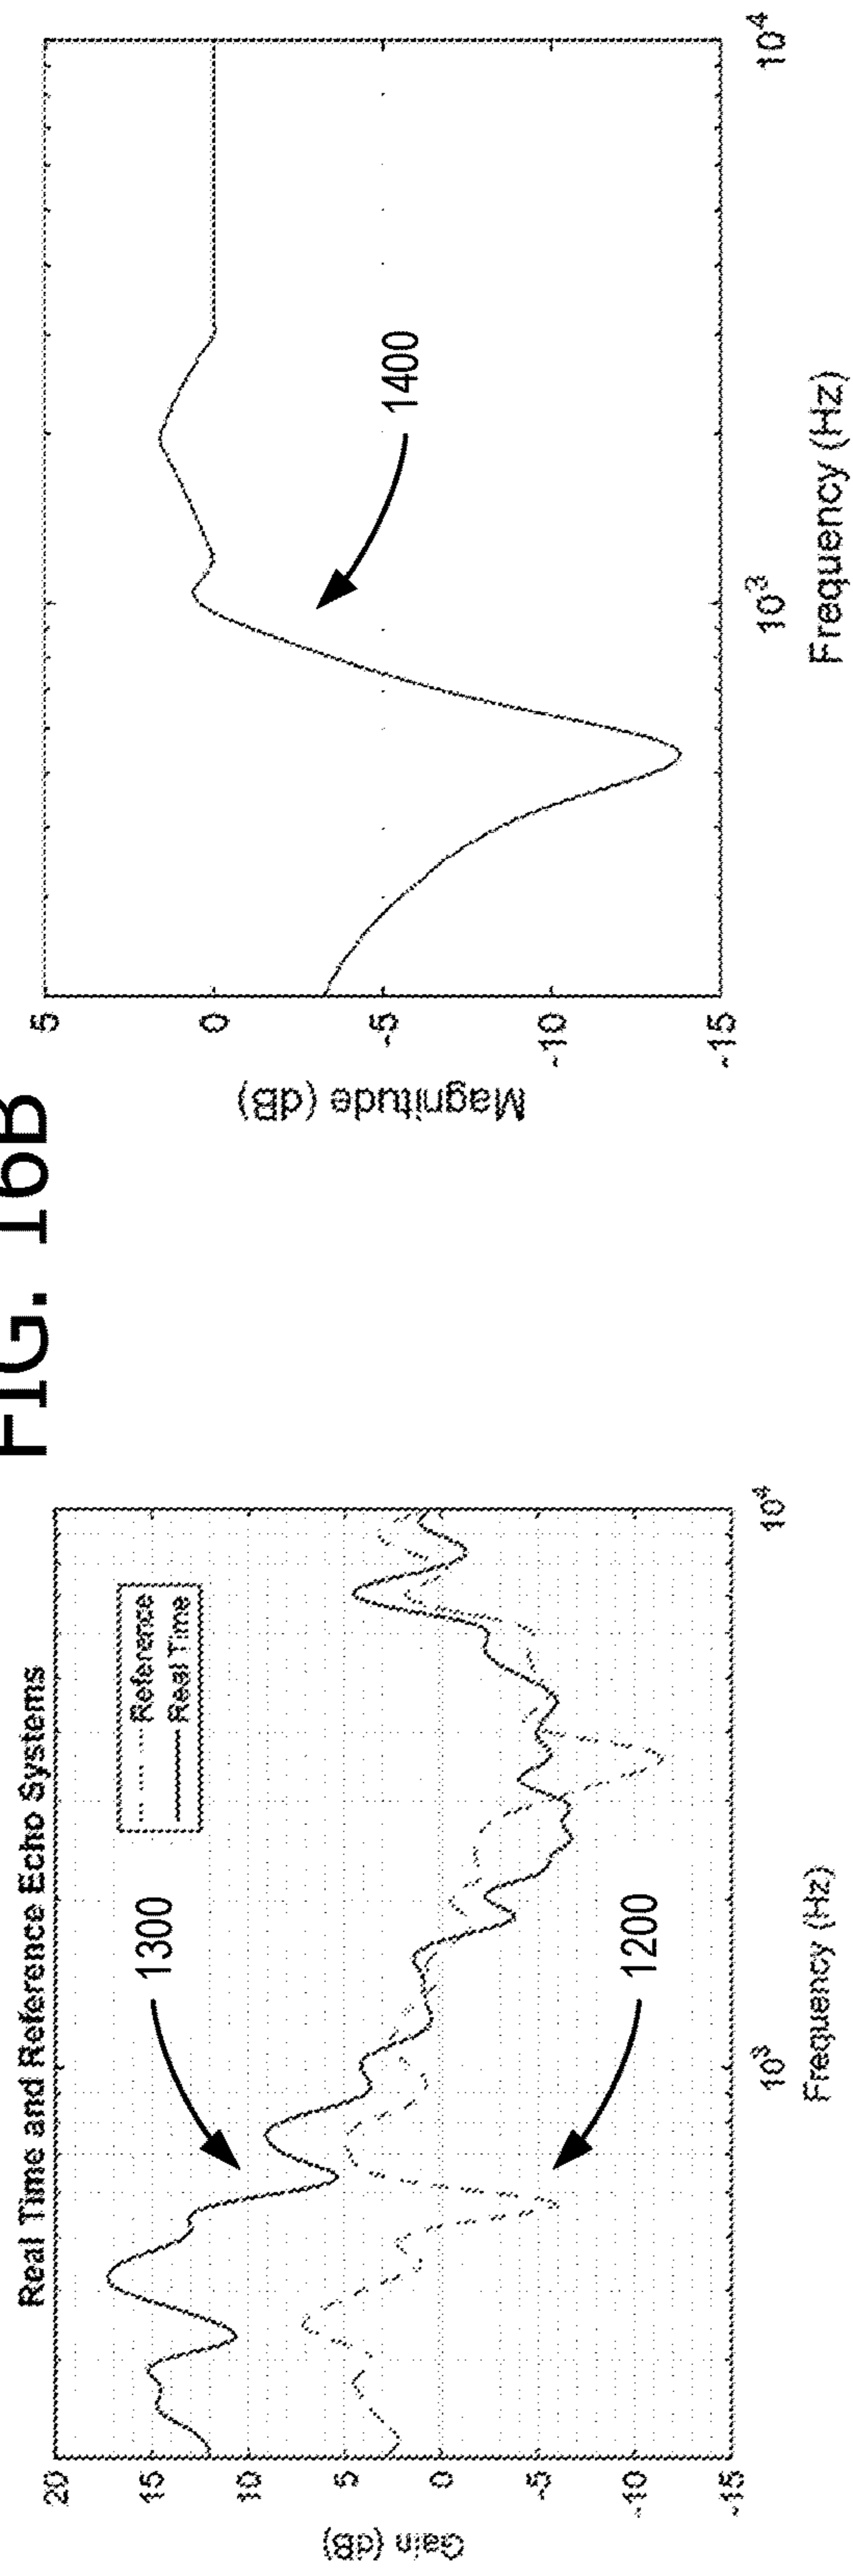 FIG. 16B
Real Time and Reference Echo Systems
Reference
Real Time
1300
1200
20
15
10
5
0
-5
-10
-15
Gain (dB)
10³
10⁴
Frequency (Hz)
1400
5
0
-5
-10
-15
Magnitude (dB)
10³
10⁴
Frequency (Hz)